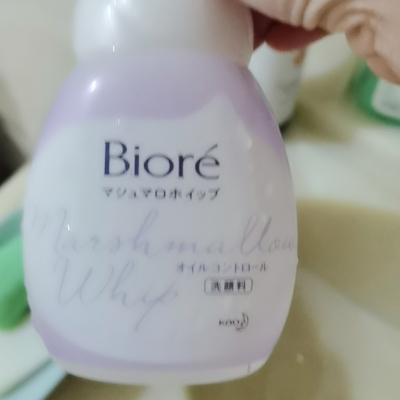 Bioré
マシュマロホイップ
Marshmallow
Whip
オイルコントロール
洗顔料
Kao